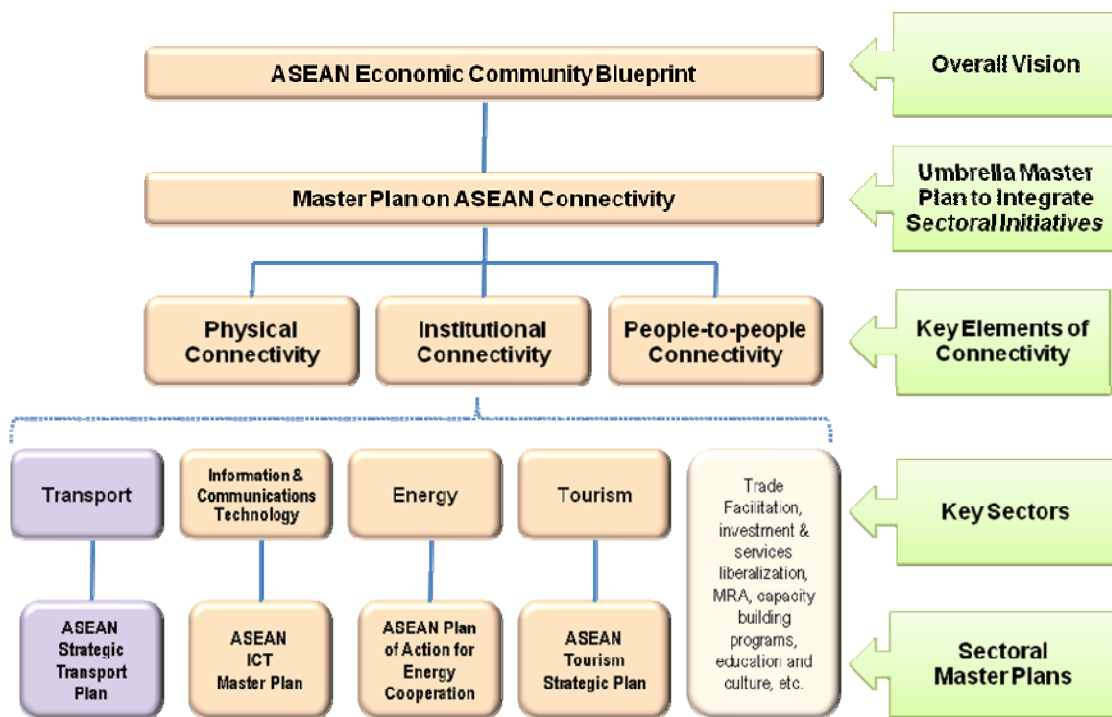 ASEAN Economic Community Blueprint
Overall Vision
Master Plan on ASEAN Connectivity
Umbrella Master
Plan to Integrate
Sectoral Initiatives
Physical
Connectivity
Institutional
Connectivity
People-to-people
Connectivity
Key Elements of
Connectivity
Transport
Information &
Communications
Technology
Energy
Tourism
Trade
Facilitation,
investment &
services
liberalization,
MRA, capacity
building
programs,
education and
culture, etc.
Key Sectors
ASEAN
Strategic
Transport
Plan
ASEAN
ICT
Master Plan
ASEAN Plan
of Action for
Energy
Cooperation
ASEAN
Tourism
Strategic Plan
Sectoral
Master Plans